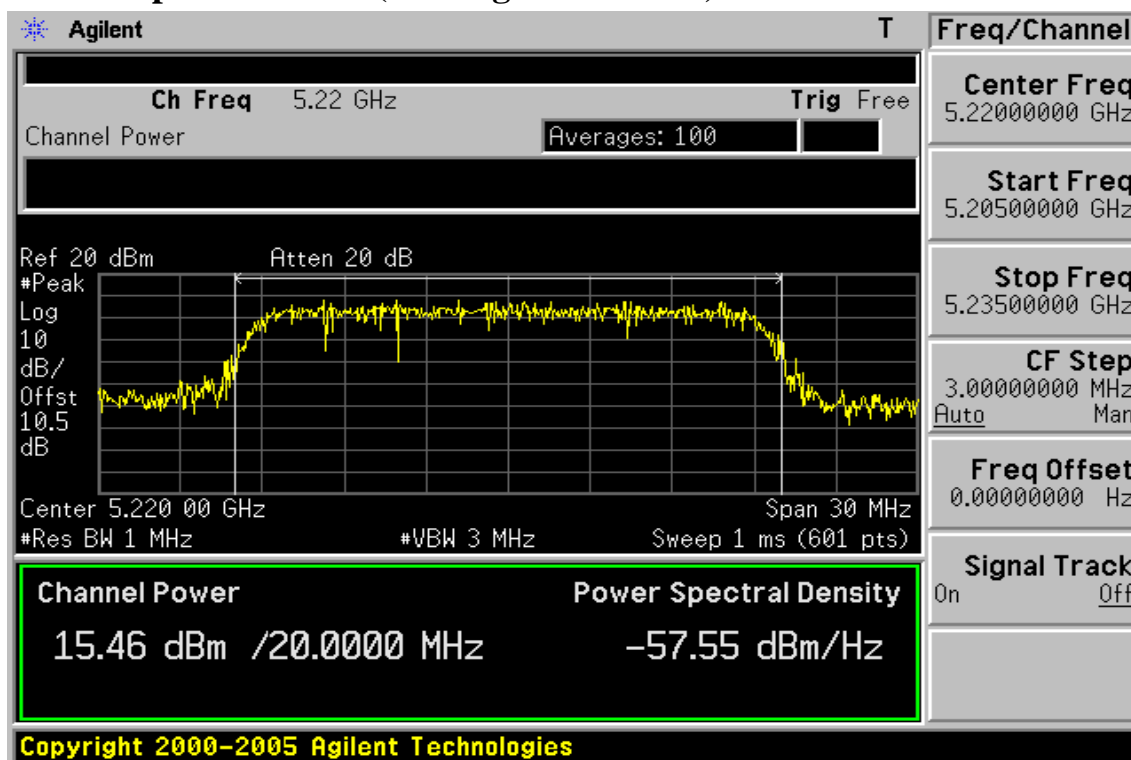 Agilent T Freq/Channel
Ch Freq 5.22 GHz Trig Free
Channel Power Averages: 100
Center Freq
5.22000000 GHz
Start Freq
5.20500000 GHz
Stop Freq
5.23500000 GHz
CF Step
3.00000000 MHz
Auto Man
Freq Offset
0.00000000 Hz
Signal Track
On Off
Ref 20 dBm Atten 20 dB
#Peak
Log
10
dB/
Offst
10.5
dB
Center 5.220 00 GHz Span 30 MHz
#Res BW 1 MHz #VBW 3 MHz Sweep 1 ms (601 pts)
Channel Power Power Spectral Density
15.46 dBm /20.0000 MHz -57.55 dBm/Hz
Copyright 2000-2005 Agilent Technologies